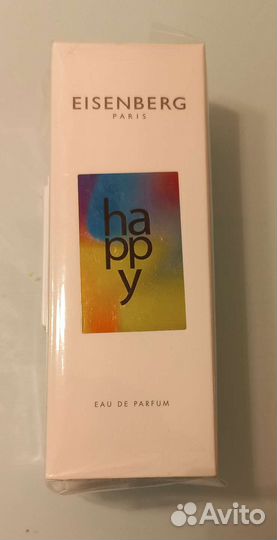 EISENBERG
PARIS
ha
pp
y
EAU DE PARFUM
Avito